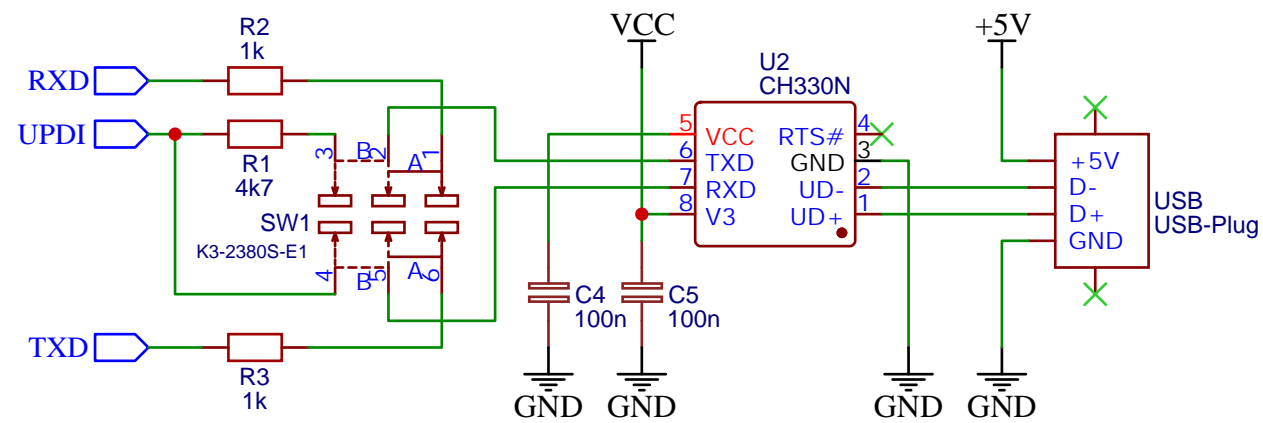 VCC
+5V
R2
1k
RXD
UPDI
R1
4k7
3
B
2
A
1
SW1
K3-2380S-E1
4
B
5
A
6
TXD
R3
1k
U2
CH330N
5
VCC
6
TXD
7
RXD
8
V3
RTS#
4
GND
3
UD-
2
UD+
1
C4
100n
C5
100n
GND
GND
GND
GND
+5V
D-
D+
GND
USB
USB-Plug